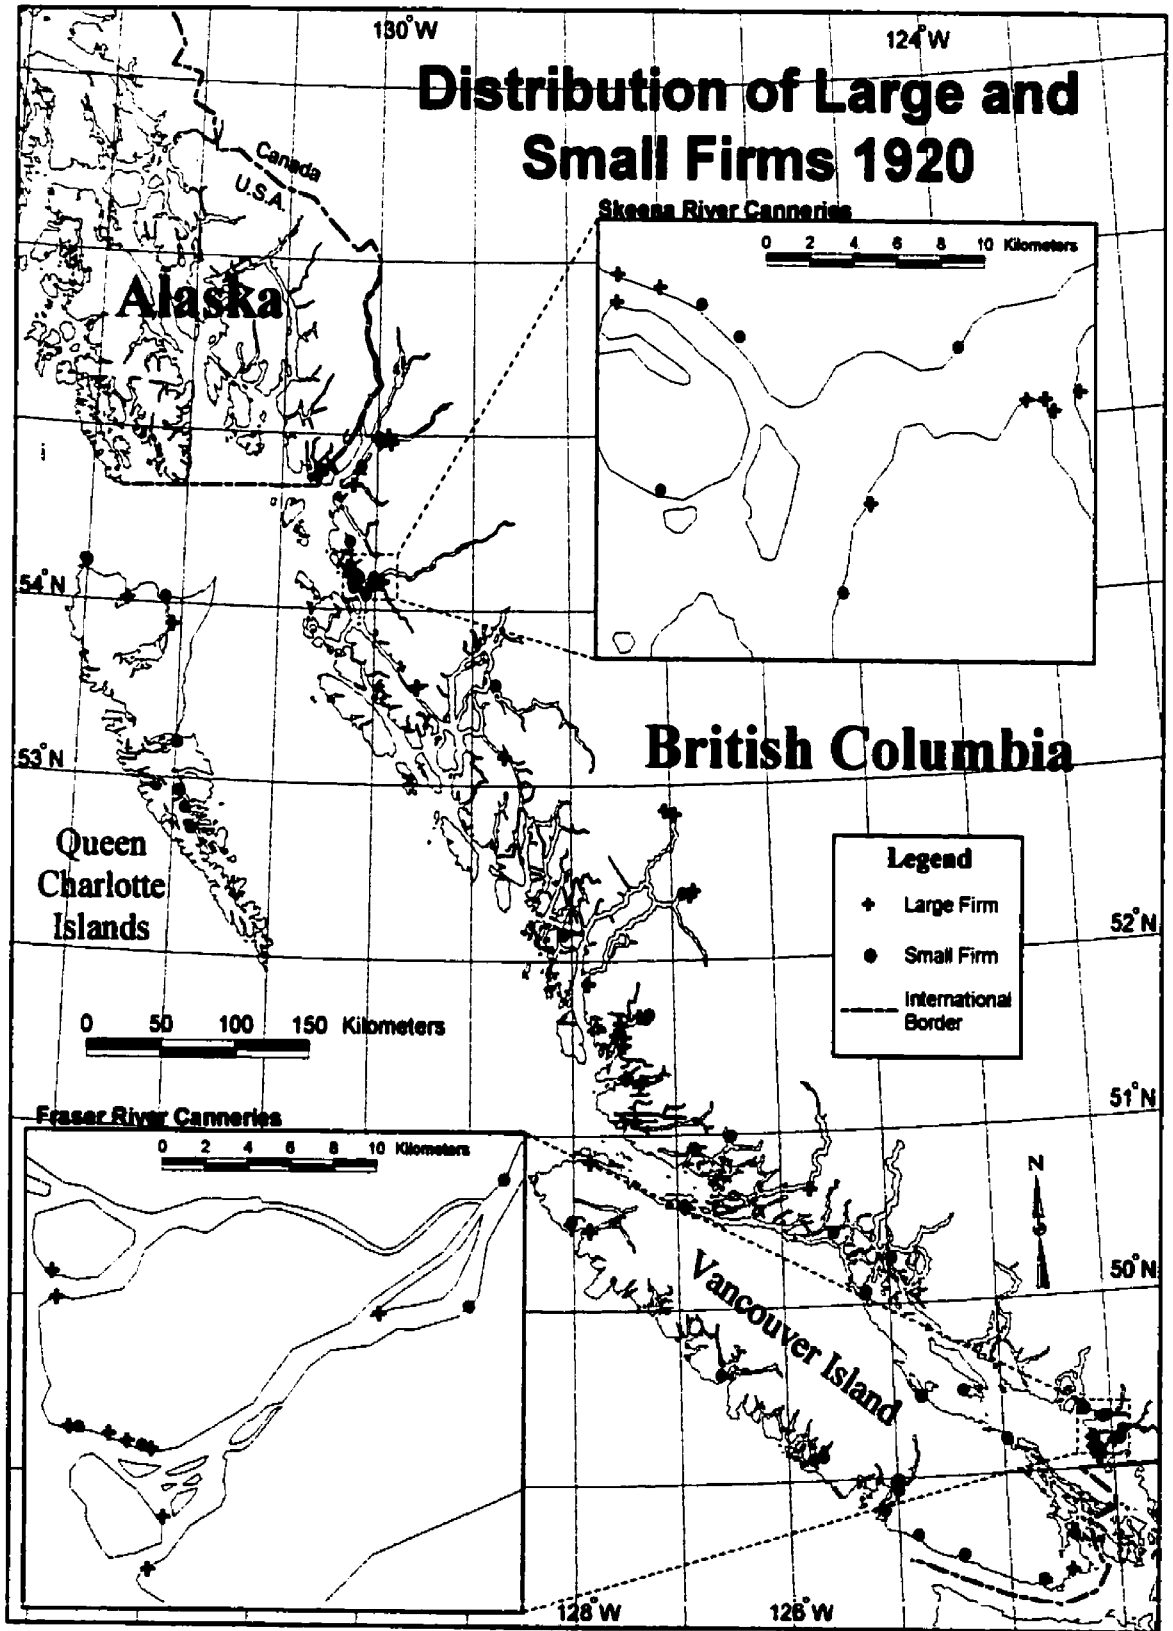 130°W
124°W
Distribution of Large and
Small Firms 1920
Canada
U.S.A.
Skeena River Canneries
0 2 4 6 8 10 Kilometers
Alaska
54°N
53°N
British Columbia
Queen
Charlotte
Islands
Legend
Large Firm
Small Firm
International
Border
52°N
0 50 100 150 Kilometers
51°N
Fraser River Canneries
0 2 4 6 8 10 Kilometers
N
50°N
Vancouver Island
128°W
126°W